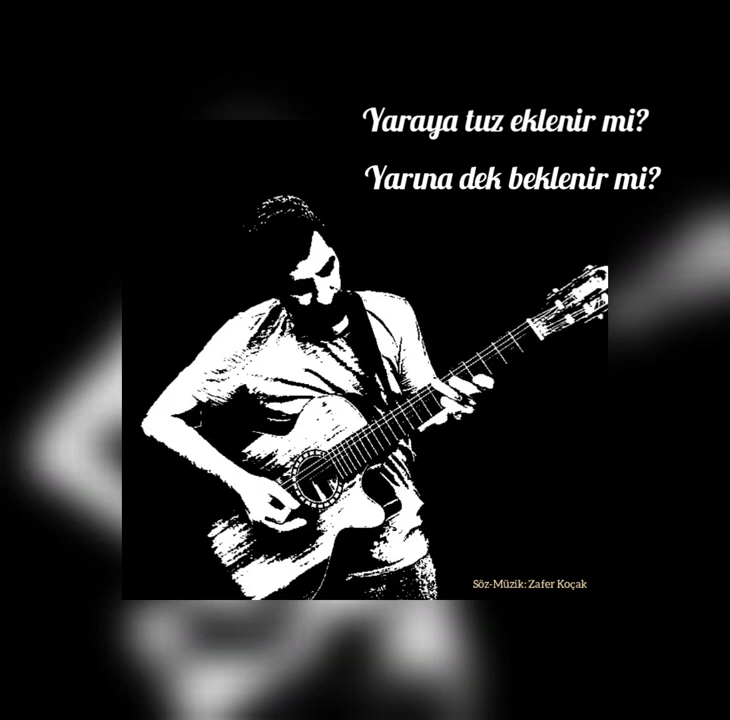 Yaraya tuz eklenir mi?
Yarına dek beklenir mi?
Söz-Müzik: Zafer Koçak